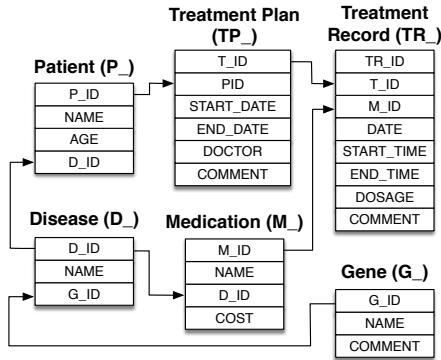 Patient (P_)
P_ID
NAME
AGE
D_ID
Treatment Plan
(TP_)
T_ID
PID
START_DATE
END_DATE
DOCTOR
COMMENT
Treatment
Record (TR_)
TR_ID
T_ID
M_ID
DATE
START_TIME
END_TIME
DOSAGE
COMMENT
Disease (D_)
D_ID
NAME
G_ID
Medication (M_)
M_ID
NAME
D_ID
COST
Gene (G_)
G_ID
NAME
COMMENT